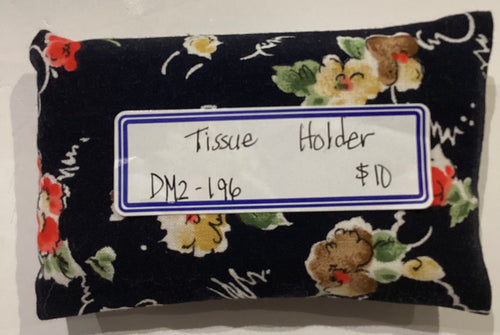 Tissue Holder
DM2-196 $10